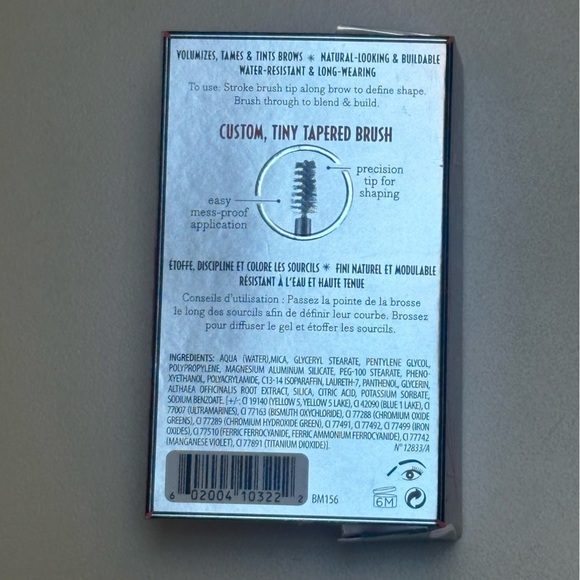 VOLUMIZES, TAMES & TINTS BROWS ✳ NATURAL-LOOKING & BUILDABLE
WATER-RESISTANT & LONG-WEARING
To use: Stroke brush tip along brow to define shape.
Brush through to blend & build.
CUSTOM, TINY TAPERED BRUSH
precision
tip for
shaping
easy
mess-proof
application
ÉTOFFE, DISCIPLINE ET COLORE LES SOURCILS ✳ FINI NATUREL ET MODULABLE
RÉSISTANT À L'EAU ET HAUTE TENUE
Conseils d'utilisation : Passez la pointe de la brosse
le long des sourcils afin de définir leur courbe. Brossez
pour diffuser le gel et étoffer les sourcils.
INGREDIENTS: AQUA (WATER),MICA, GLYCERYL STEARATE, PENTYLENE GLYCOL,
POLYPROPYLENE, MAGNESIUM ALUMINUM SILICATE, PEG-100 STEARATE, PHENO-
XYETHANOL, POLYACRYLAMIDE, C13-14 ISOPARAFFIN, LAURETH-7, PANTHENOL, GLYCERIN,
ALTHAEA OFFICINALIS ROOT EXTRACT, SILICA, CITRIC ACID, POTASSIUM SORBATE,
SODIUM BENZOATE. [+/-: CI 19140 (YELLOW 5, YELLOW 5 LAKE), CI 42090 (BLUE 1 LAKE), CI
77007 (ULTRAMARINES), CI 77163 (BISMUTH OXYCHLORIDE), CI 77288 (CHROMIUM OXIDE
GREENS), CI 77289 (CHROMIUM HYDROXIDE GREEN), CI 77491, CI 77492, CI 77499 (IRON
OXIDES), CI 77510 (FERRIC FERROCYANIDE, FERRIC AMMONIUM FERROCYANIDE), CI 77742
(MANGANESE VIOLET), CI 77891 (TITANIUM DIOXIDE)].
N° 12833/A
6 02004 10322 2
BM156
6M